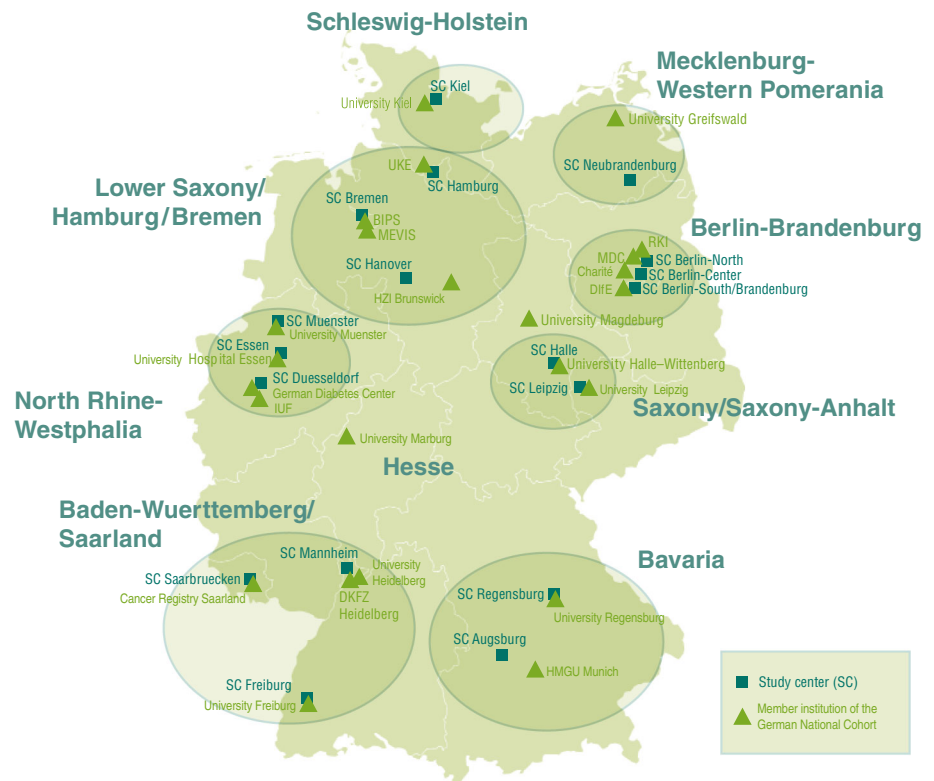 Schleswig-Holstein
SC Kiel
University Kiel
Mecklenburg-
Western Pomerania
University Greifswald
SC Neubrandenburg
Lower Saxony/
Hamburg/Bremen
UKE
SC Hamburg
SC Bremen
BIPS
MEVIS
SC Hanover
HZI Brunswick
Berlin-Brandenburg
RKI
MDC
SC Berlin-North
Charité
SC Berlin-Center
DIfE
SC Berlin-South/Brandenburg
University Magdeburg
SC Muenster
University Muenster
SC Essen
University Hospital Essen
SC Duesseldorf
German Diabetes Center
IUF
North Rhine-
Westphalia
SC Halle
University Halle–Wittenberg
SC Leipzig
University Leipzig
Saxony/Saxony-Anhalt
University Marburg
Hesse
Baden-Wuerttemberg/
Saarland
SC Mannheim
University
Heidelberg
DKFZ
Heidelberg
SC Saarbruecken
Cancer Registry Saarland
SC Freiburg
University Freiburg
Bavaria
SC Regensburg
University Regensburg
SC Augsburg
HMGU Munich
Study center (SC)
Member institution of the
German National Cohort